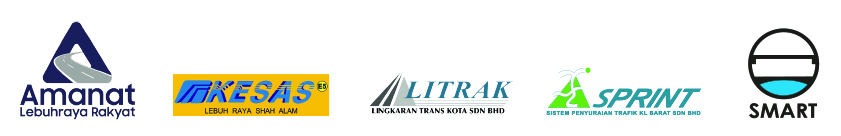 Amanat
Lebuhraya Rakyat
KESAS E5
LEBUH RAYA SHAH ALAM
LITRAK
LINGKARAN TRANS KOTA SDN BHD
SPRINT
SISTEM PENYURAIAN TRAFIK KL BARAT SDN BHD
SMART